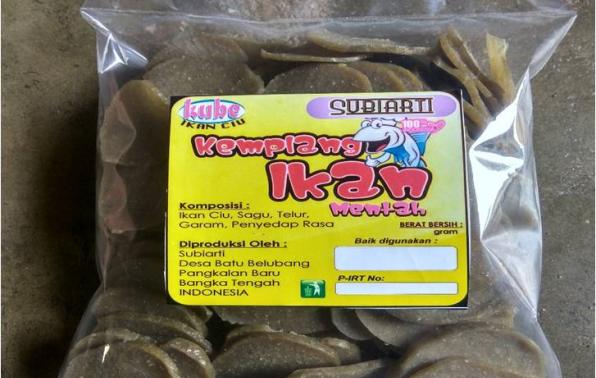 kube
IKAN CIU
SUBIARTI
100%
Kemplang
Ikan
Mentah
Komposisi :
Ikan Ciu, Sagu, Telur,
Garam, Penyedap Rasa
BERAT BERSIH :
gram
Diproduksi Oleh :
Subiarti
Desa Batu Belubang
Pangkalan Baru
Bangka Tengah
INDONESIA
Baik digunakan :
P-IRT No: